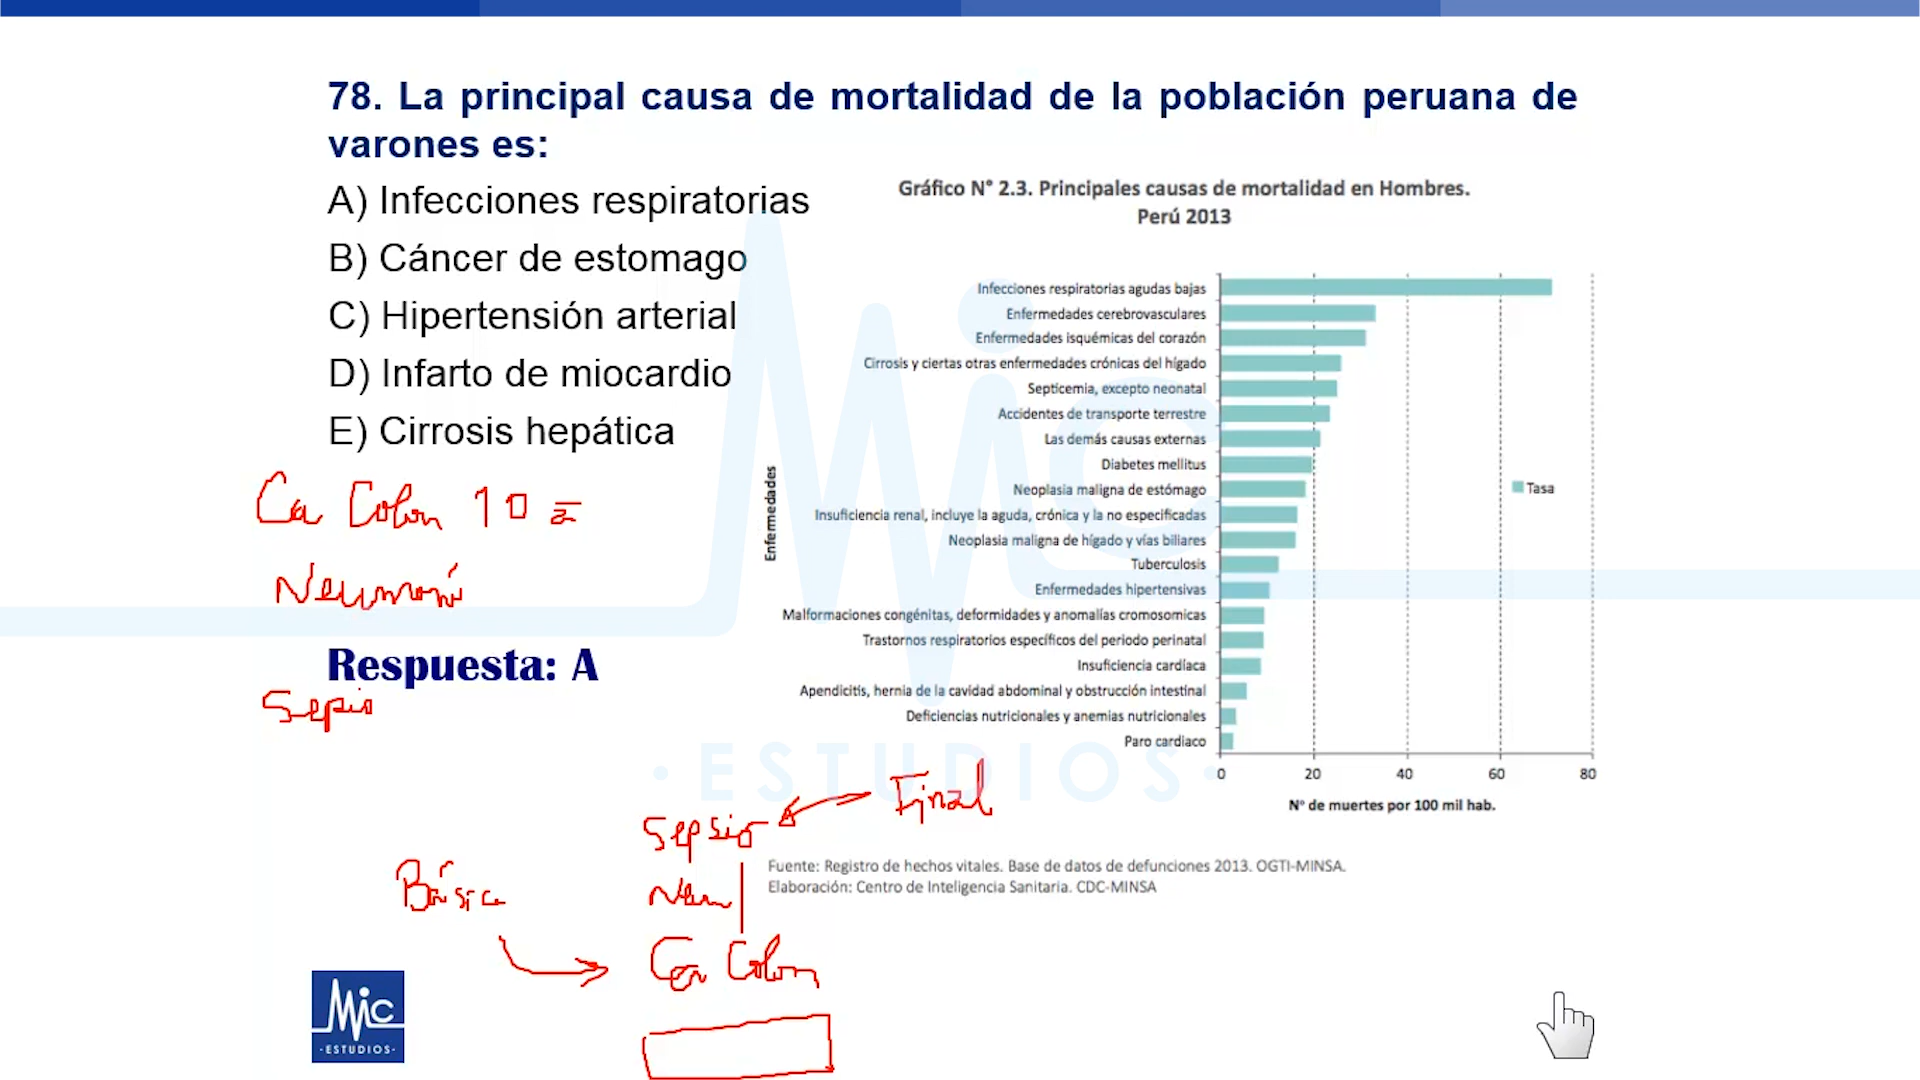 78. La principal causa de mortalidad de la población peruana de
varones es:
A) Infecciones respiratorias
B) Cáncer de estomago
C) Hipertensión arterial
D) Infarto de miocardio
E) Cirrosis hepática
Ca Colon 10 a
Neumoní
Respuesta: A
Sepsis
Gráfico N° 2.3. Principales causas de mortalidad en Hombres.
Perú 2013
Enfermedades
Infecciones respiratorias agudas bajas
Enfermedades cerebrovasculares
Enfermedades isquémicas del corazón
Cirrosis y ciertas otras enfermedades crónicas del hígado
Septicemia, excepto neonatal
Accidentes de transporte terrestre
Las demás causas externas
Diabetes mellitus
Neoplasia maligna de estómago
Insuficiencia renal, incluye la aguda, crónica y la no especificadas
Neoplasia maligna de hígado y vías biliares
Tuberculosis
Enfermedades hipertensivas
Malformaciones congénitas, deformidades y anomalías cromosomicas
Trastornos respiratorios específicos del periodo perinatal
Insuficiencia cardíaca
Apendicitis, hernia de la cavidad abdominal y obstrucción intestinal
Deficiencias nutricionales y anemias nutricionales
Paro cardiaco
Tasa
0 20 40 60 80
N° de muertes por 100 mil hab.
Fuente: Registro de hechos vitales. Base de datos de defunciones 2013. OGTI-MINSA.
Elaboración: Centro de Inteligencia Sanitaria. CDC-MINSA
Final
Sepsis
Básica
Neu
Ca Colon
MIC
·ESTUDIOS·
MIC
·ESTUDIOS·